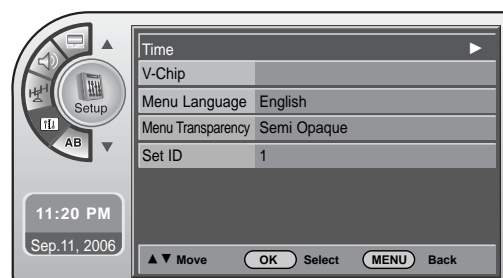 Setup
AB
11:20 PM
Sep.11, 2006
Time
V-Chip
Menu Language English
Menu Transparency Semi Opaque
Set ID 1
▲▼ Move OK Select MENU Back